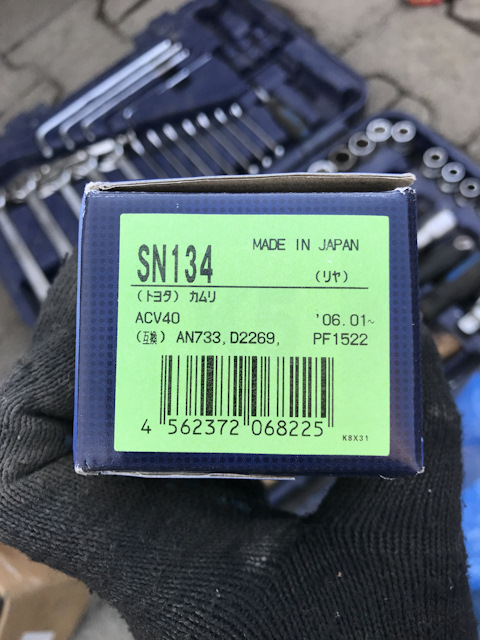 SN134
MADE IN JAPAN
(リヤ)
(トヨタ) カムリ
ACV40 '06.01~
(互換) AN733, D2269, PF1522
4 562372 068225
K8X31